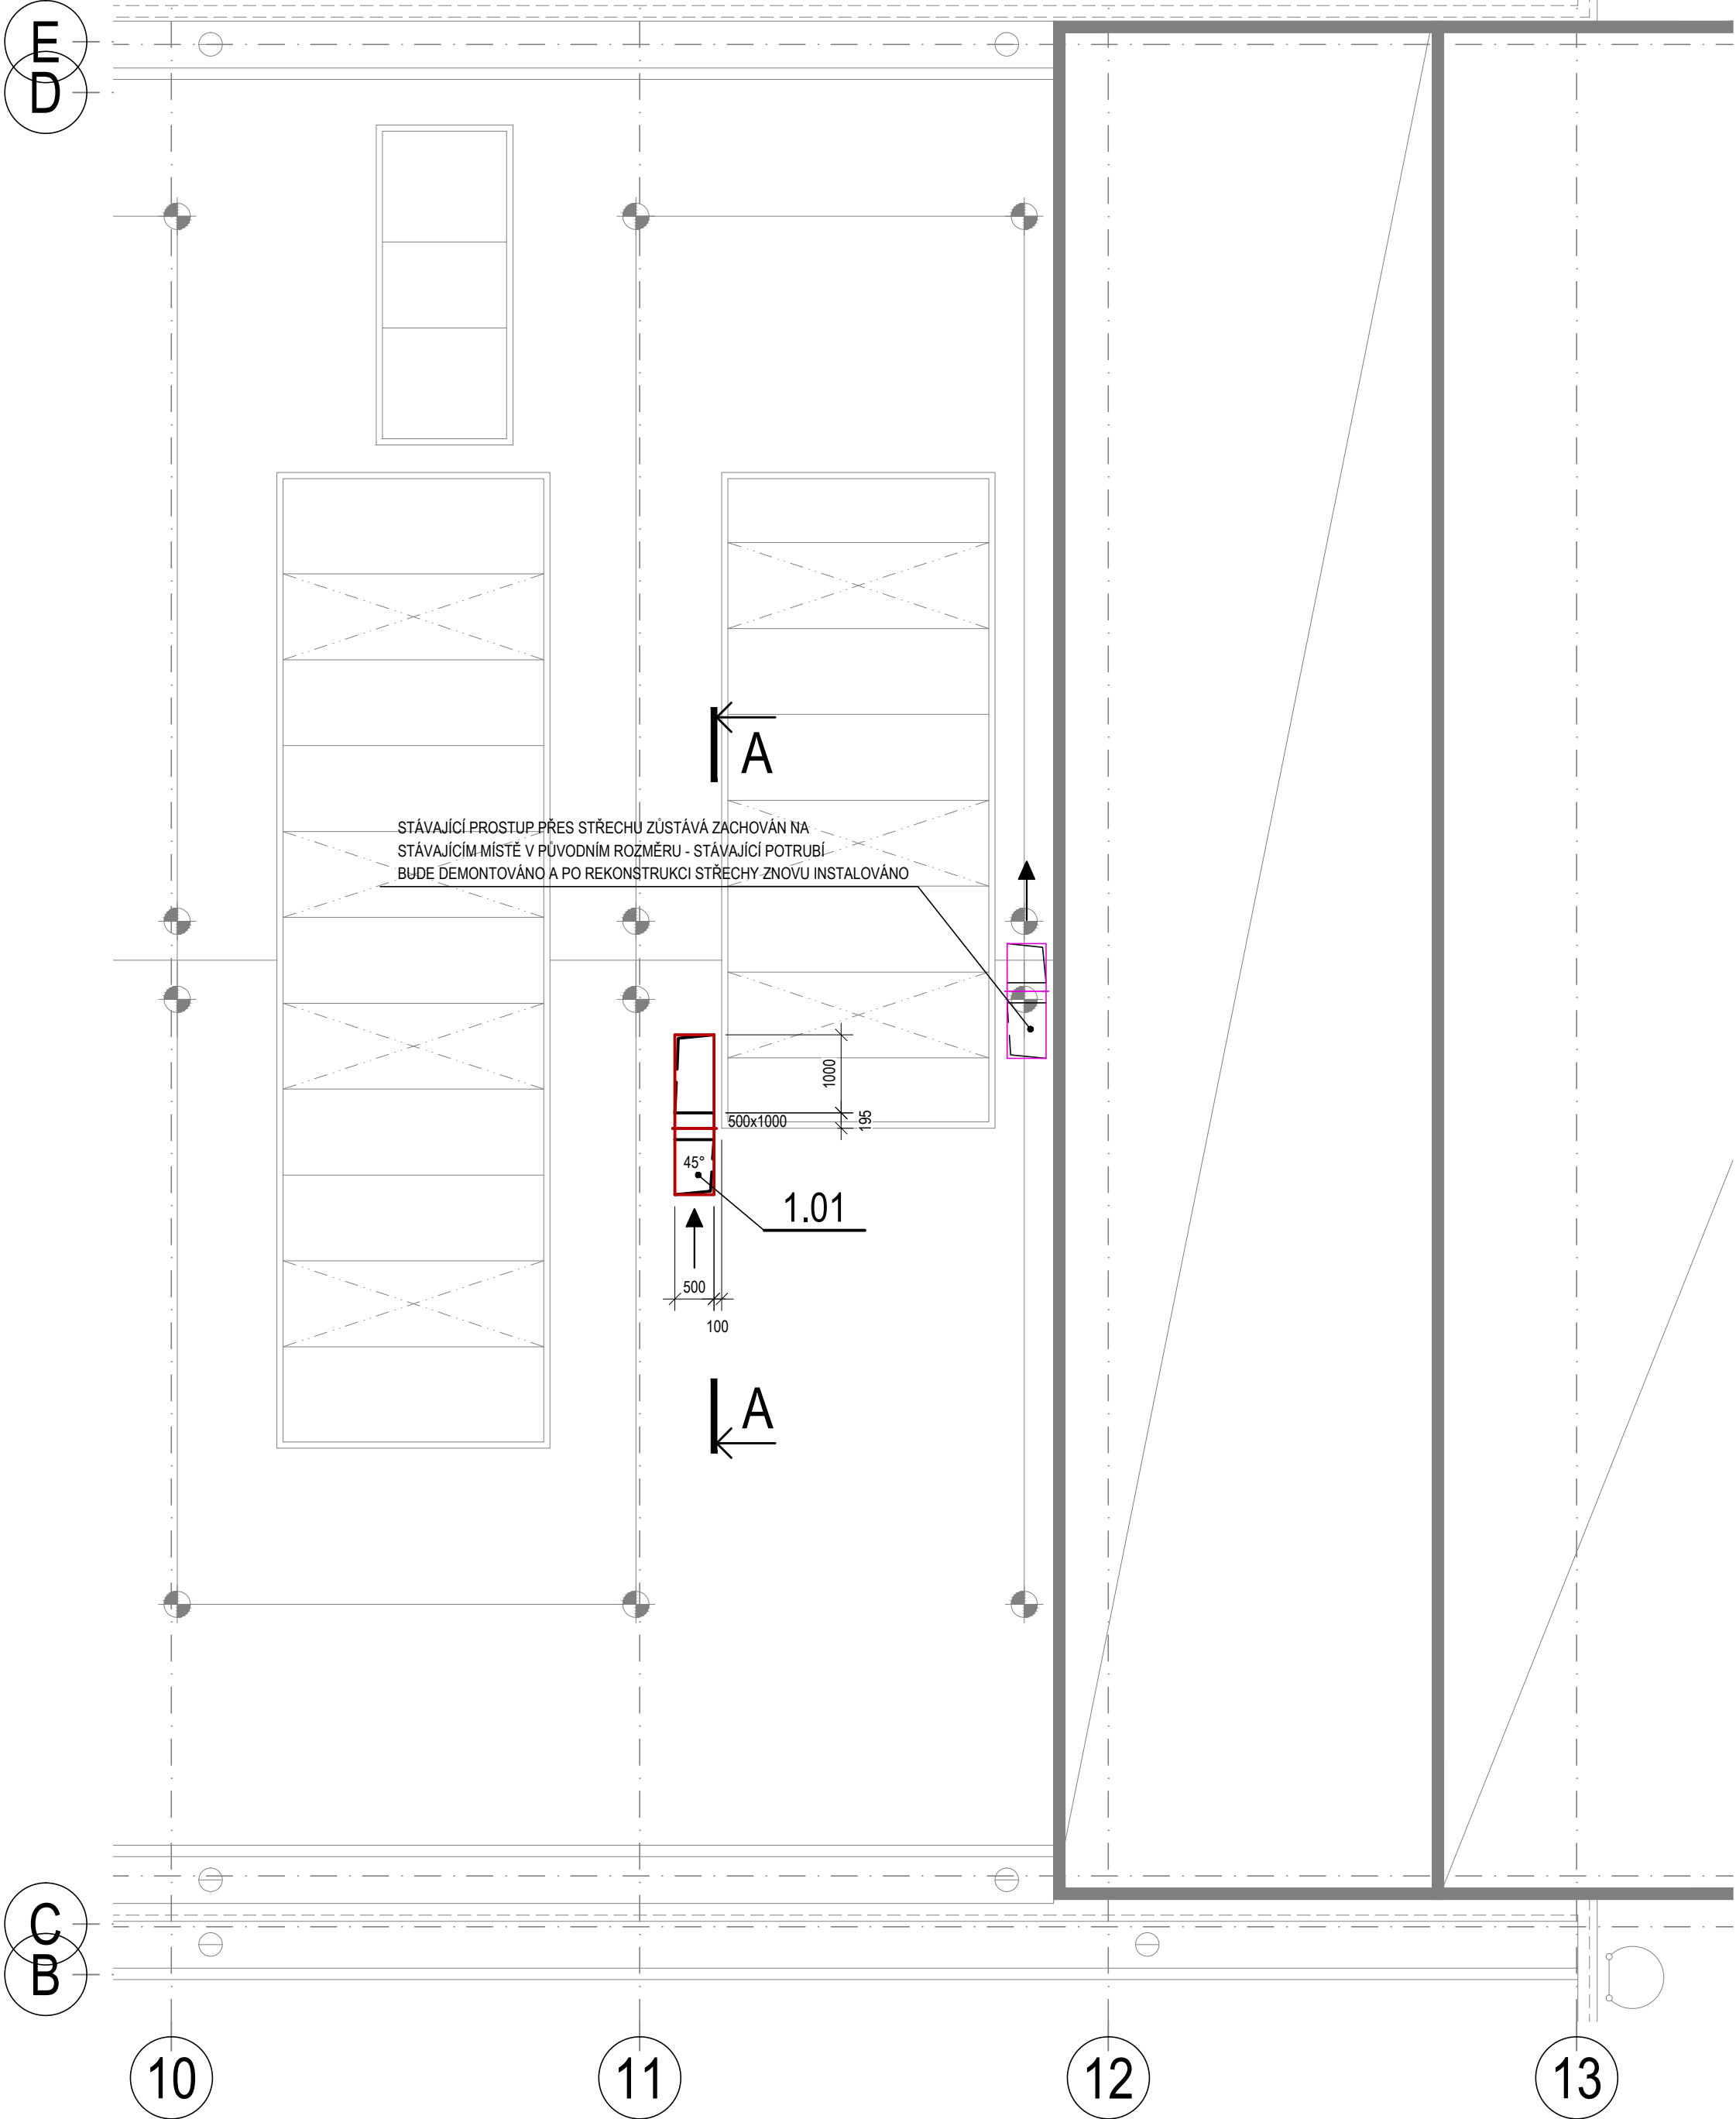 E
D
A
STÁVAJÍCÍ PROSTUP PŘES STŘECHU ZŮSTÁVÁ ZACHOVÁN NA
STÁVAJÍCÍM MÍSTĚ V PŮVODNÍM ROZMĚRU - STÁVAJÍCÍ POTRUBÍ
BUDE DEMONTOVÁNO A PO REKONSTRUKCI STŘECHY ZNOVU INSTALOVÁNO
1000
195
500x1000
45°
1.01
500
100
A
C
B
10
11
12
13